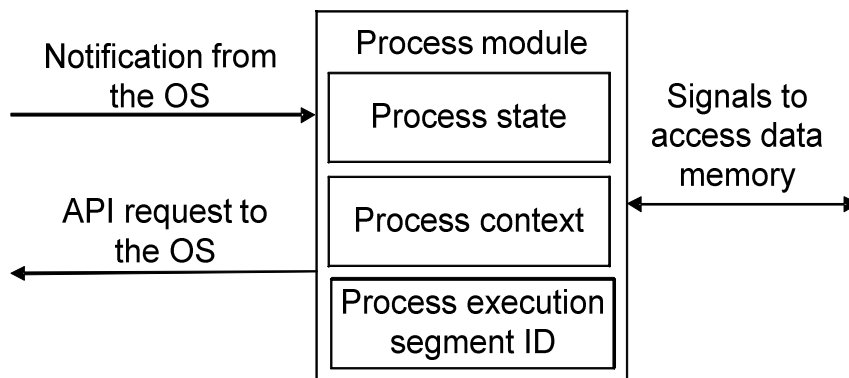 Process module
Notification from
the OS
Process state
Signals to
access data
memory
API request to
the OS
Process context
Process execution
segment ID